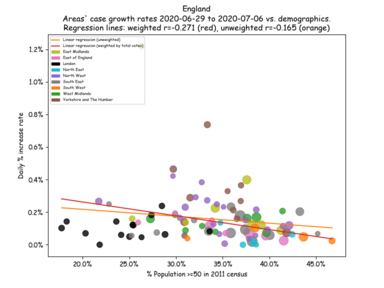 England
Areas' case growth rates 2020-06-29 to 2020-07-06 vs. demographics.
Regression lines: weighted r=-0.271 (red), unweighted r=-0.165 (orange)
Linear regression (unweighted)
Linear regression (weighted by total votes)
East Midlands
East of England
London
North East
North West
South East
South West
West Midlands
Yorkshire and The Humber
Daily % increase rate
1.2%
1.0%
0.8%
0.6%
0.4%
0.2%
0.0%
20.0% 25.0% 30.0% 35.0% 40.0% 45.0%
% Population >=50 in 2011 census